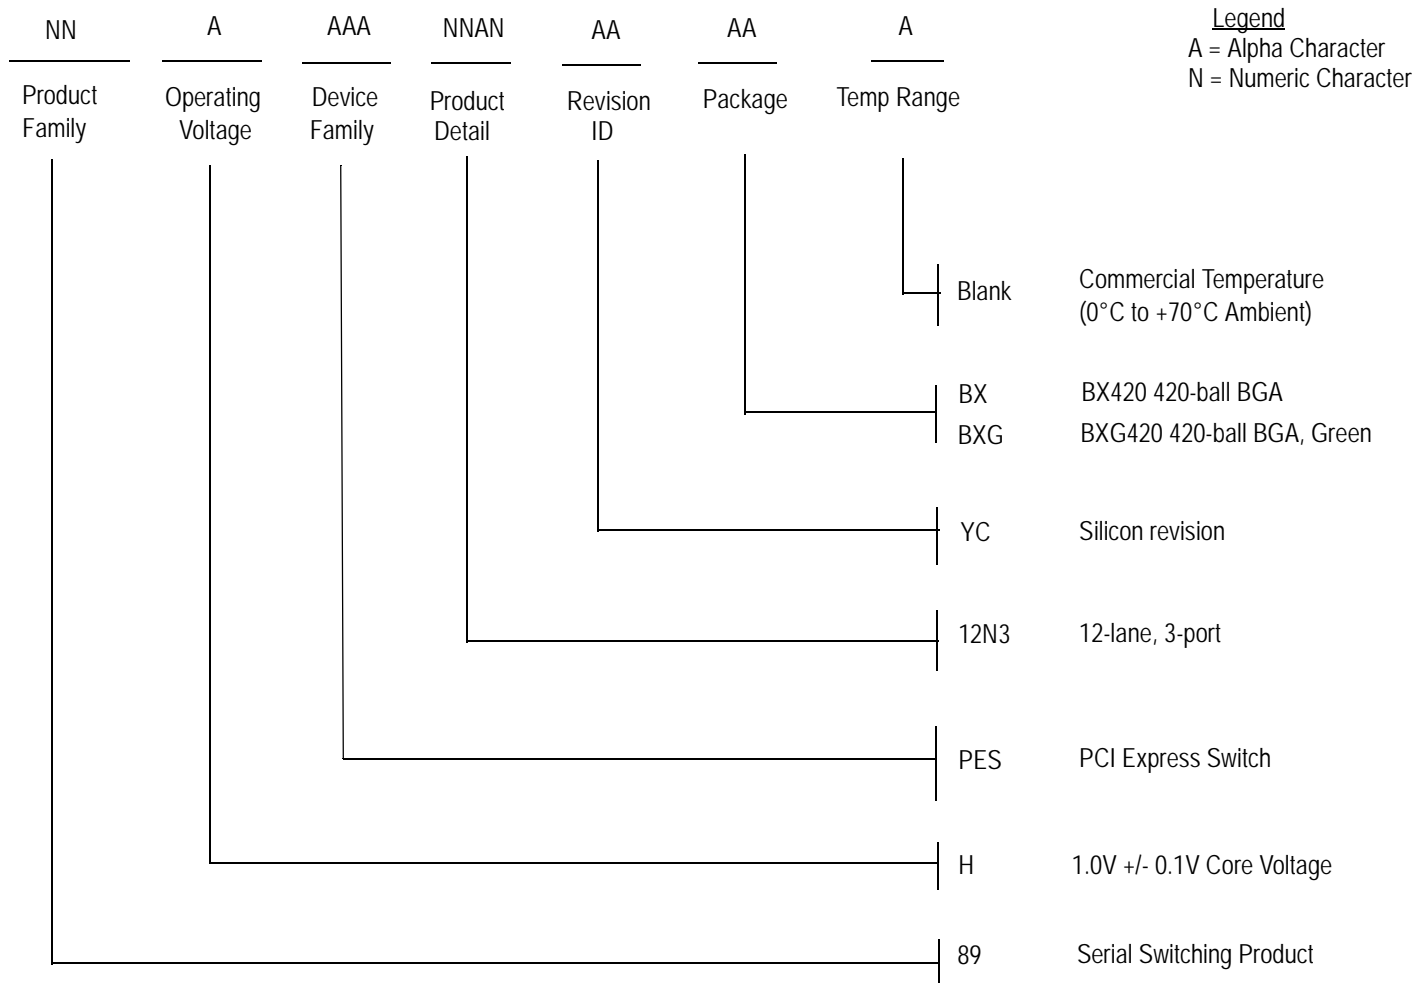 NN A AAA NNAN AA AA A
Legend
A = Alpha Character
N = Numeric Character
Product Family
Operating Voltage
Device Family
Product Detail
Revision ID
Package
Temp Range
Blank Commercial Temperature
(0°C to +70°C Ambient)
BX BX420 420-ball BGA
BXG BXG420 420-ball BGA, Green
YC Silicon revision
12N3 12-lane, 3-port
PES PCI Express Switch
H 1.0V +/- 0.1V Core Voltage
89 Serial Switching Product